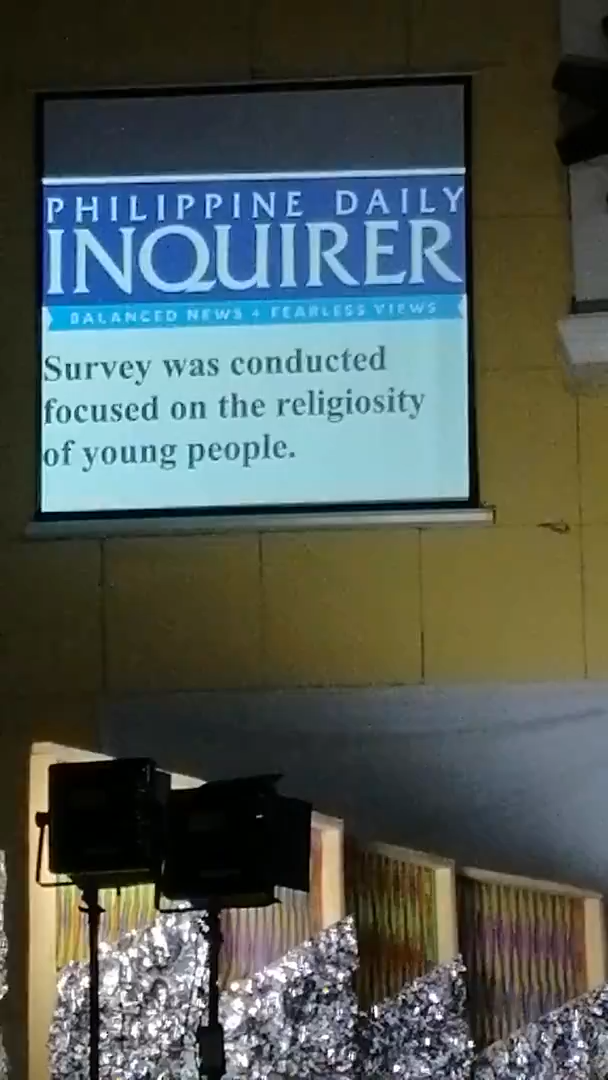 PHILIPPINE DAILY
INQUIRER
BALANCED NEWS + FEARLESS VIEWS
Survey was conducted
focused on the religiosity
of young people.